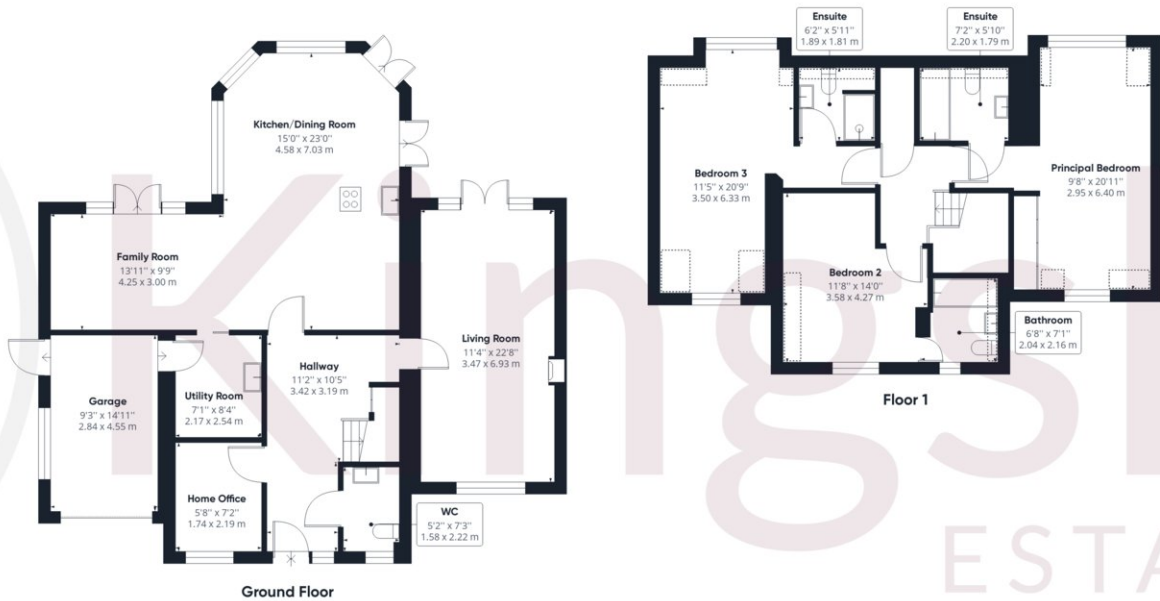 Kitchen/Dining Room
15'0" x 23'0"
4.58 x 7.03 m
Family Room
13'11" x 9'9"
4.25 x 3.00 m
Living Room
11'4" x 22'8"
3.47 x 6.93 m
Hallway
11'2" x 10'5"
3.42 x 3.19 m
Garage
9'3" x 14'11"
2.84 x 4.55 m
Utility Room
7'1" x 8'4"
2.17 x 2.54 m
Home Office
5'8" x 7'2"
1.74 x 2.19 m
WC
5'2" x 7'3"
1.58 x 2.22 m
Ground Floor
Ensuite
6'2" x 5'11"
1.89 x 1.81 m
Ensuite
7'2" x 5'10"
2.20 x 1.79 m
Bedroom 3
11'5" x 20'9"
3.50 x 6.33 m
Principal Bedroom
9'8" x 20'11"
2.95 x 6.40 m
Bedroom 2
11'8" x 14'0"
3.58 x 4.27 m
Bathroom
6'8" x 7'1"
2.04 x 2.16 m
Floor 1
Kingsl
ESTA